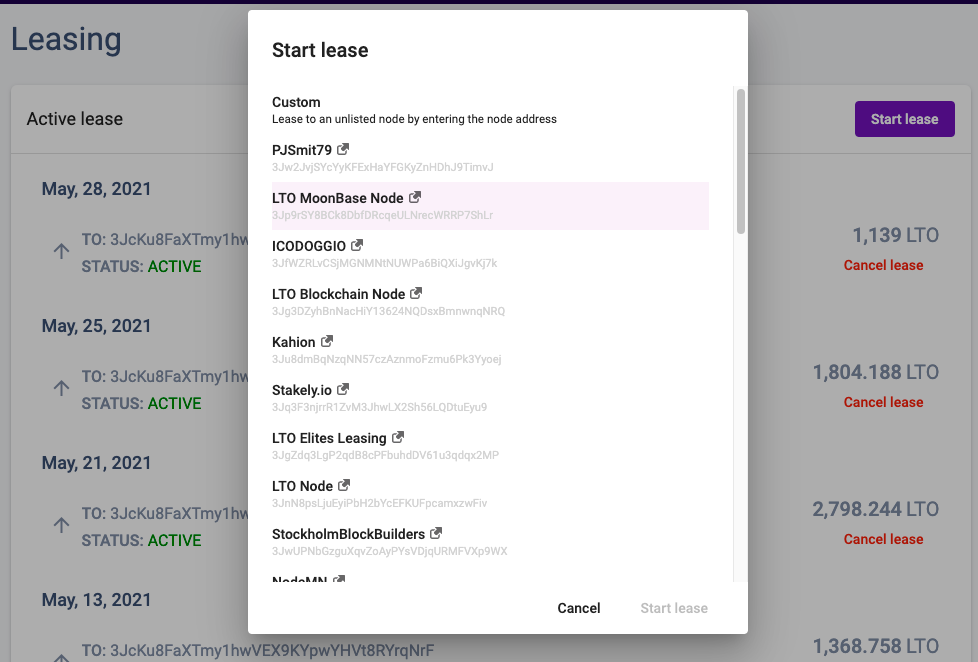 Leasing
Active lease
Start lease
May, 28, 2021
TO: 3JcKu8FaXTmy1hw
STATUS: ACTIVE
1,139 LTO
Cancel lease
May, 25, 2021
TO: 3JcKu8FaXTmy1hw
STATUS: ACTIVE
1,804.188 LTO
Cancel lease
May, 21, 2021
TO: 3JcKu8FaXTmy1hw
STATUS: ACTIVE
2,798.244 LTO
Cancel lease
May, 13, 2021
TO: 3JcKu8FaXTmy1hwVEX9KYpwYHVt8RYrqNrF
1,368.758 LTO
Start lease
Custom
Lease to an unlisted node by entering the node address
PJSmit79
3Jw2JvjSYcYyKFExHaYFGKyZnHDhJ9TimvJ
LTO MoonBase Node
3Jp9rSY8BCk8DbfDRcqeULNrecWRRP7ShLr
ICODOGGIO
3JfWZRLvCSjMGNMNtNUWPa6BiQXiJgvKj7k
LTO Blockchain Node
3Jg3DZyhBnNacHiY13624NQDsxBmnwnqNRQ
Kahion
3Ju8dmBqNzqNN57czAznmoFzmu6Pk3Yyoej
Stakely.io
3Jq3F3njrrR1ZvM3JhwLX2Sh56LQDtuEyu9
LTO Elites Leasing
3JgZdq3LgP2qdB8cPFbuhdDV61u3qdqx2MP
LTO Node
3JnN8psLjuEyiPbH2bYcEFKUFpcamxzwFiv
StockholmBlockBuilders
3JwUPNbGzguXqvZoAyPYsVDjqURMFVXp9WX
NodeMN
Cancel
Start lease